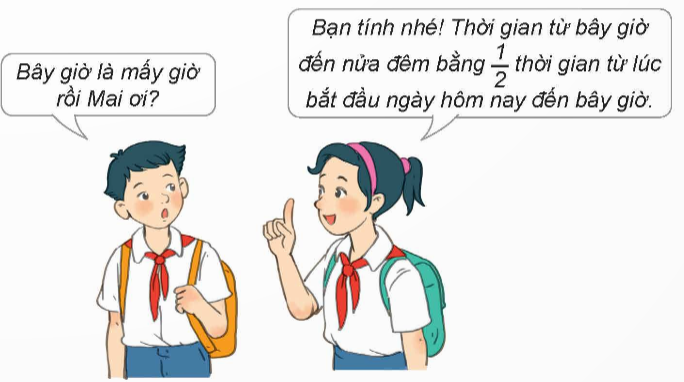 Bây giờ là mấy giờ
rồi Mai ơi?
Bạn tính nhé! Thời gian từ bây giờ
đến nửa đêm bằng 1/2 thời gian từ lúc
bắt đầu ngày hôm nay đến bây giờ.